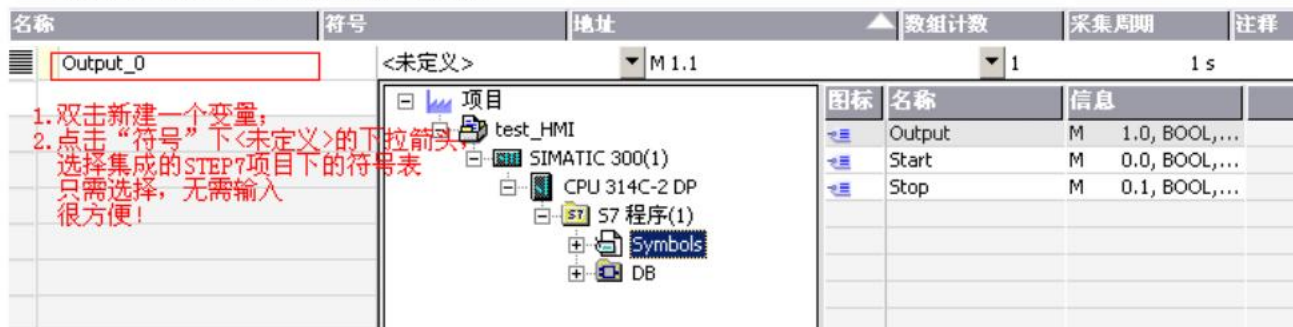 名称 符号 地址 数组计数 采集周期 注释
Output_0 <未定义> M 1.1 1 1 s
1.双击新建一个变量；
2.点击“符号”下<未定义>的下拉箭头，
选择集成的STEP7项目下的符号表
只需选择，无需输入
很方便！
项目
test_HMI
SIMATIC 300(1)
CPU 314C-2 DP
S7 程序(1)
Symbols
DB
图标 名称 信息
Output M 1.0, BOOL,...
Start M 0.0, BOOL,...
Stop M 0.1, BOOL,...